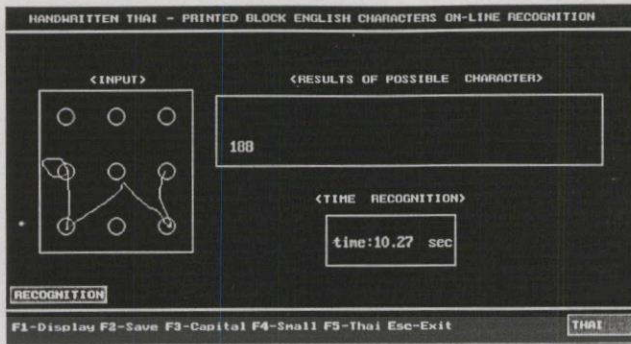 HANDWRITTEN THAI - PRINTED BLOCK ENGLISH CHARACTERS ON-LINE RECOGNITION
<INPUT>
<RESULTS OF POSSIBLE CHARACTER>
188
<TIME RECOGNITION>
time:10.27 sec
RECOGNITION
F1-Display F2-Save F3-Capital F4-Small F5-Thai Esc-Exit
THAI